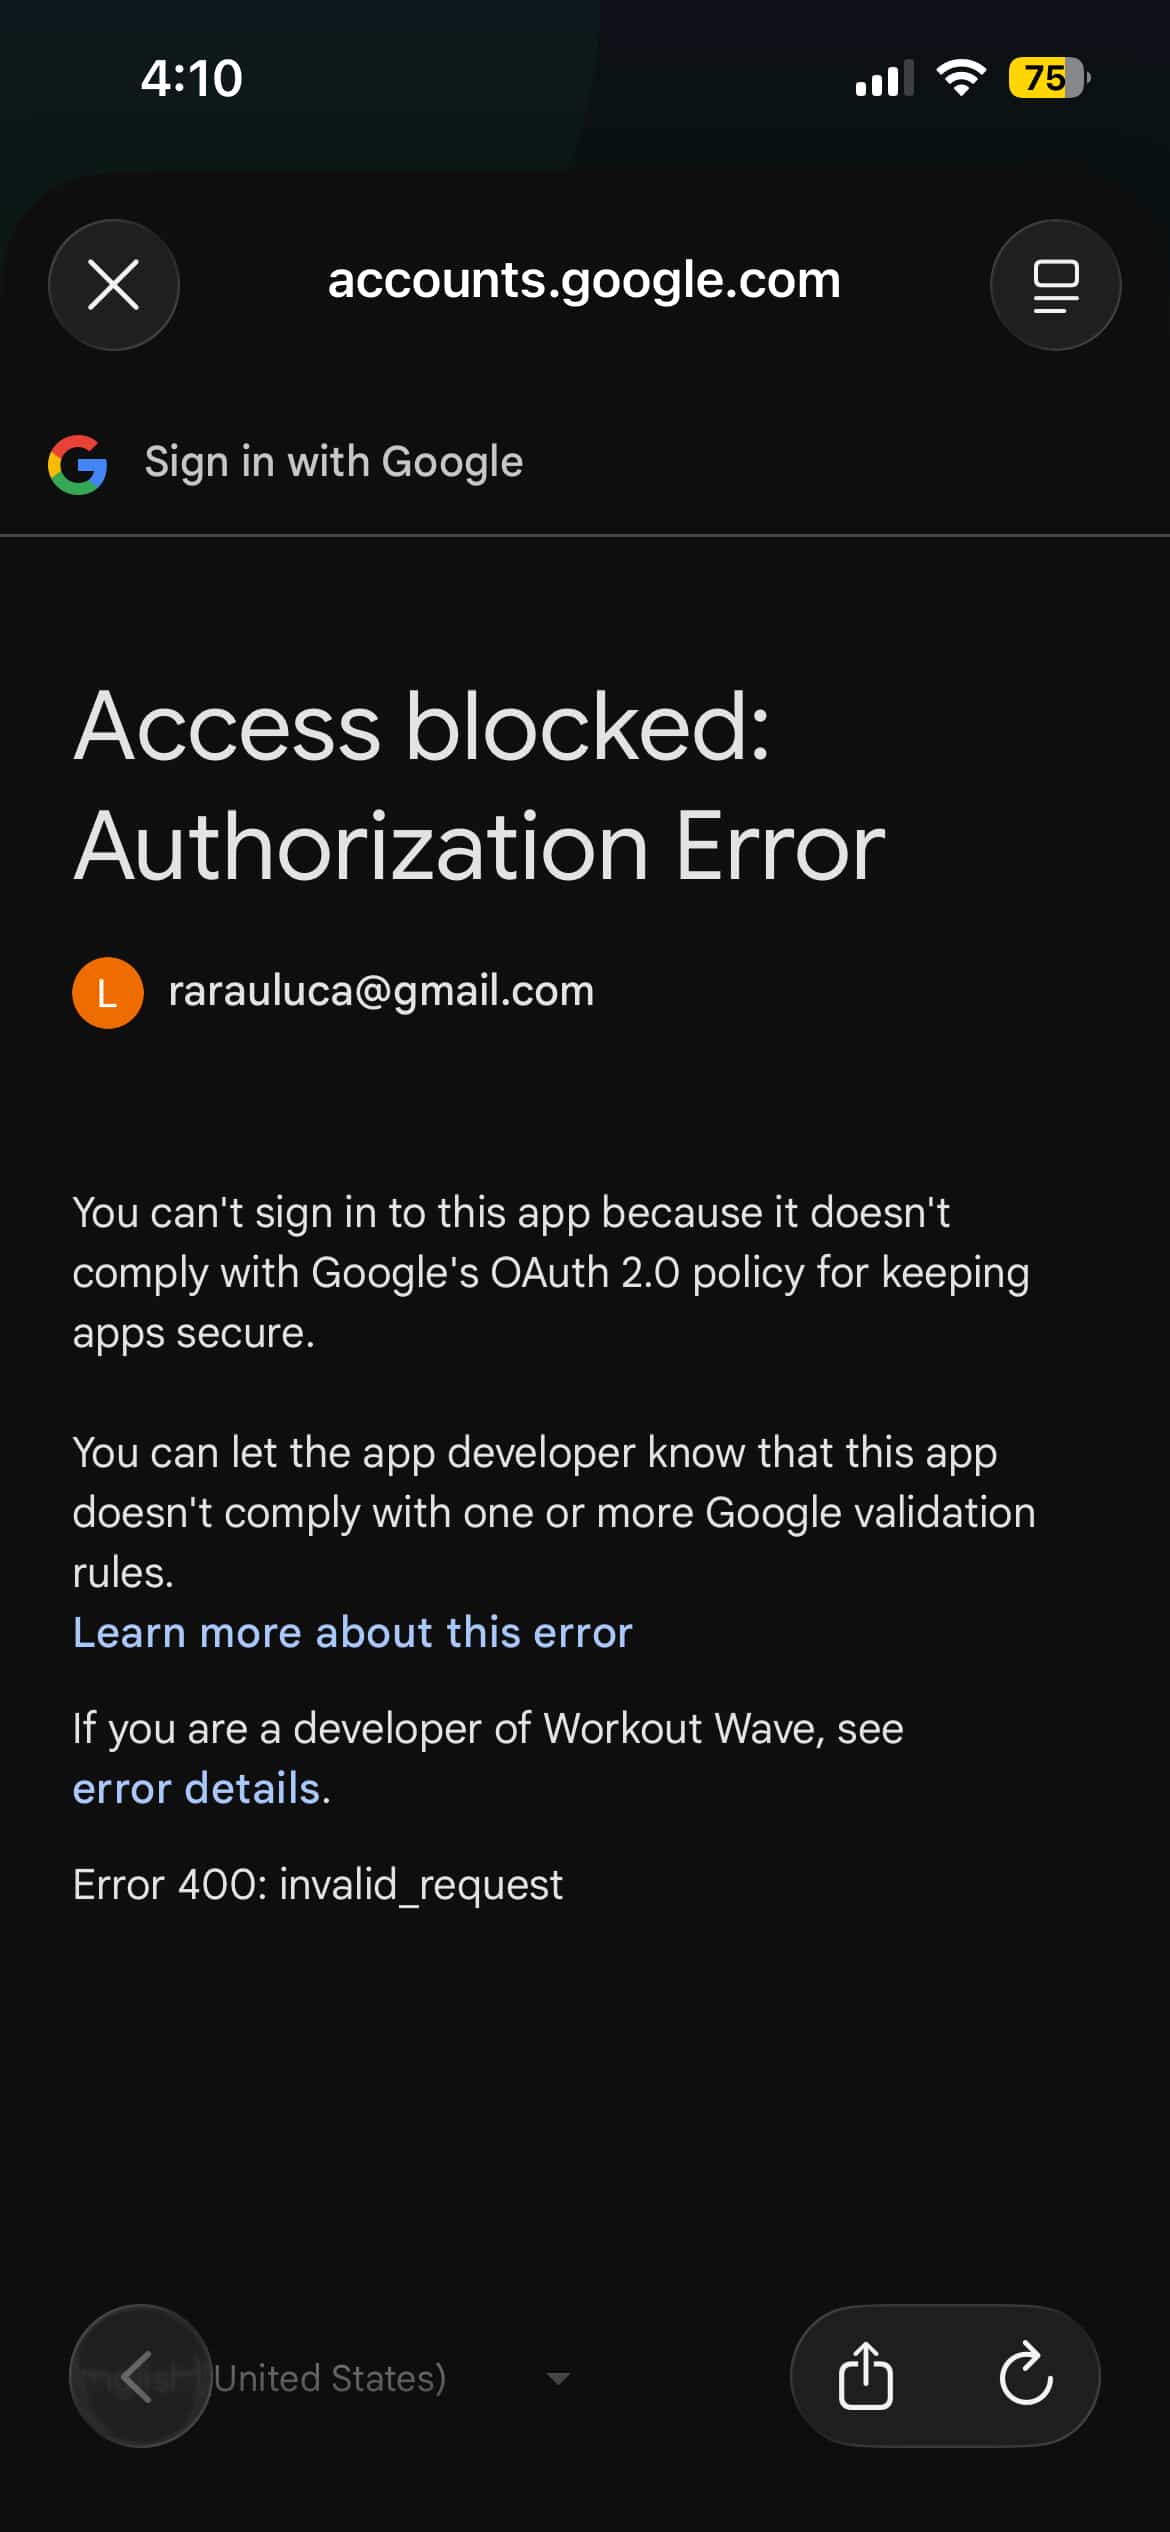 4:10
75
accounts.google.com
Sign in with Google
Access blocked:
Authorization Error
L
rarauluca@gmail.com
You can't sign in to this app because it doesn't
comply with Google's OAuth 2.0 policy for keeping
apps secure.
You can let the app developer know that this app
doesn't comply with one or more Google validation
rules.
Learn more about this error
If you are a developer of Workout Wave, see
error details.
Error 400: invalid_request
United States)